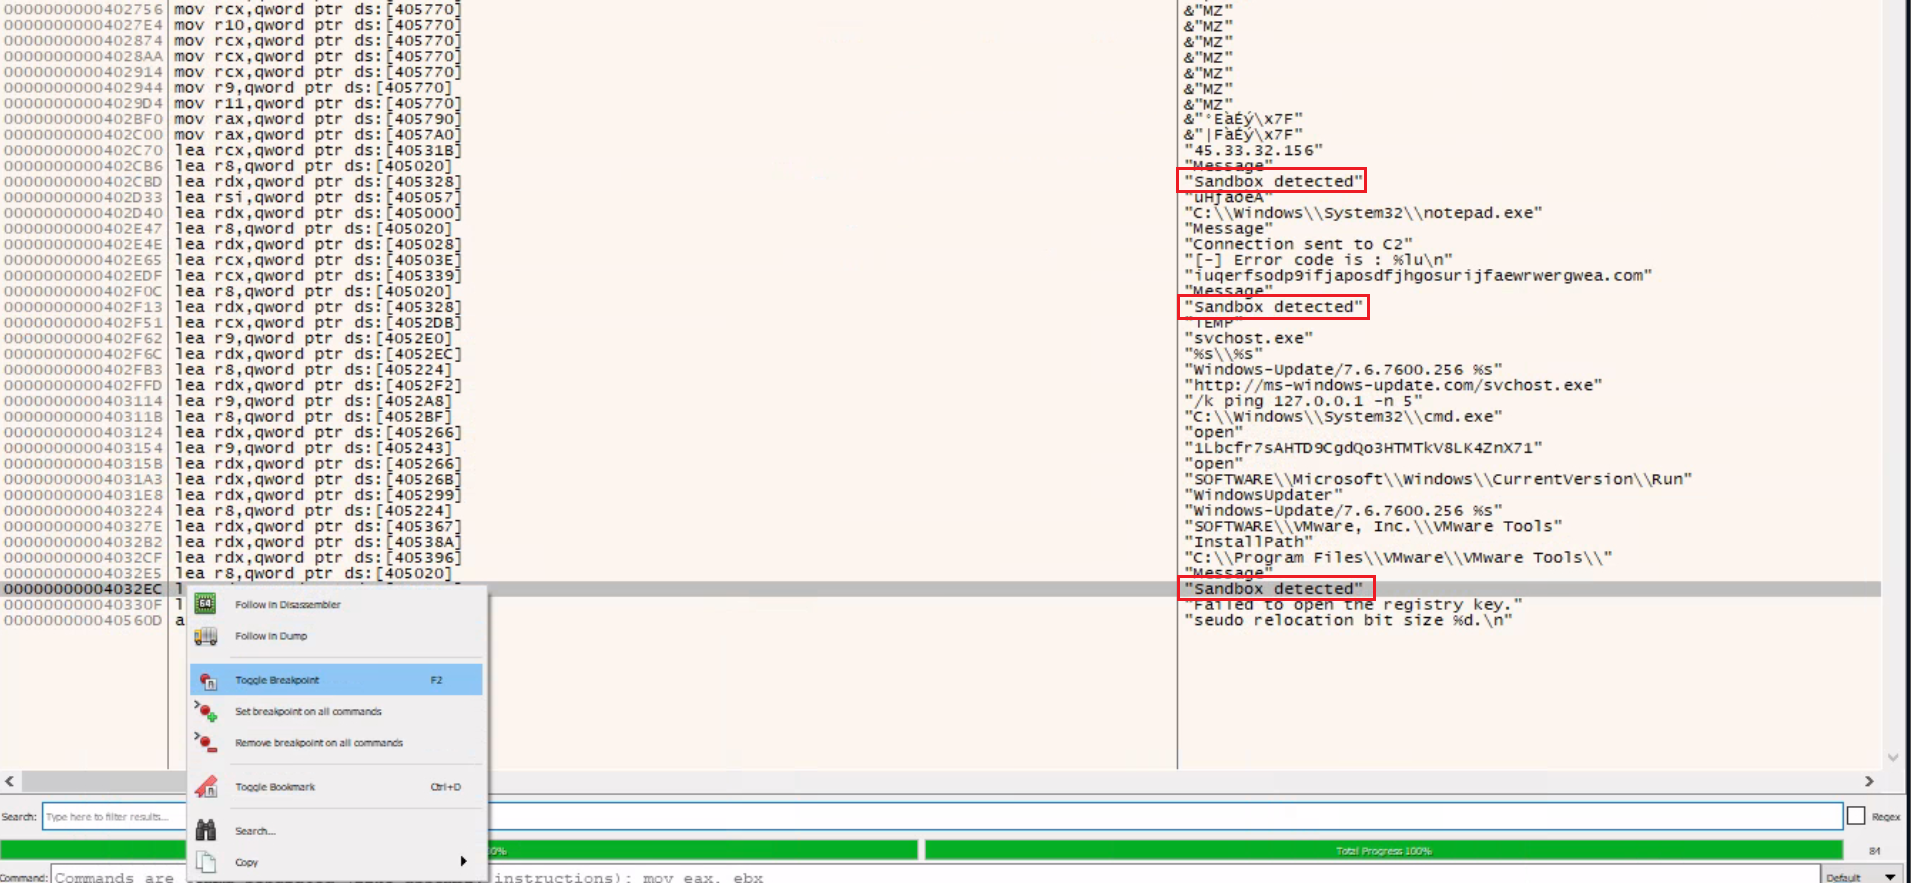 0000000000402756 mov rcx,qword ptr ds:[405770] &"MZ"
00000000004027E4 mov r10,qword ptr ds:[405770] &"MZ"
0000000000402874 mov rcx,qword ptr ds:[405770] &"MZ"
00000000004028AA mov rcx,qword ptr ds:[405770] &"MZ"
0000000000402914 mov rcx,qword ptr ds:[405770] &"MZ"
0000000000402944 mov r9,qword ptr ds:[405770] &"MZ"
00000000004029D4 mov r11,qword ptr ds:[405770] &"MZ"
0000000000402BF0 mov rax,qword ptr ds:[405790] &"°EàÉý\x7F"
0000000000402C00 mov rax,qword ptr ds:[4057A0] &"|FàÉý\x7F"
0000000000402C70 lea rcx,qword ptr ds:[40531B] "45.33.32.156"
0000000000402CB6 lea r8,qword ptr ds:[405020] "Message"
0000000000402CBD lea rdx,qword ptr ds:[405328] "Sandbox detected"
0000000000402D33 lea rsi,qword ptr ds:[405057]
0000000000402D40 lea rdx,qword ptr ds:[405000] "C:\\Windows\\System32\\notepad.exe"
0000000000402E47 lea r8,qword ptr ds:[405020] "Message"
0000000000402E4E lea rdx,qword ptr ds:[405028] "Connection sent to C2"
0000000000402E65 lea rcx,qword ptr ds:[40503E] "[-] Error code is : %lu\n"
0000000000402EDF lea rcx,qword ptr ds:[405339] "iuqerfsodp9ifjaposdfjhgosurijfaewrwergwea.com"
0000000000402F0C lea r8,qword ptr ds:[405020] "Message"
0000000000402F13 lea rdx,qword ptr ds:[405328] "Sandbox detected"
0000000000402F51 lea rcx,qword ptr ds:[4052DB] "TEMP"
0000000000402F62 lea r9,qword ptr ds:[4052E0] "svchost.exe"
0000000000402F6C lea rdx,qword ptr ds:[4052EC] "%s\\%s"
0000000000402FB3 lea r8,qword ptr ds:[405224] "Windows-Update/7.6.7600.256 %s"
0000000000402FFD lea rdx,qword ptr ds:[4052F2] "http://ms-windows-update.com/svchost.exe"
0000000000403114 lea r9,qword ptr ds:[4052A8] "/k ping 127.0.0.1 -n 5"
000000000040311B lea r8,qword ptr ds:[4052BF] "C:\\Windows\\System32\\cmd.exe"
0000000000403124 lea rdx,qword ptr ds:[405266] "open"
0000000000403154 lea r9,qword ptr ds:[405243] "1Lbcfr7sAHTD9CgdQo3HTMTkV8LK4ZnX71"
000000000040315B lea rdx,qword ptr ds:[405266] "open"
00000000004031A3 lea rdx,qword ptr ds:[40526B] "SOFTWARE\\Microsoft\\Windows\\CurrentVersion\\Run"
00000000004031E8 lea rdx,qword ptr ds:[405299] "WindowsUpdater"
0000000000403224 lea r8,qword ptr ds:[405224] "Windows-Update/7.6.7600.256 %s"
000000000040327E lea rdx,qword ptr ds:[405367] "SOFTWARE\\VMware, Inc.\\VMware Tools"
00000000004032B2 lea rdx,qword ptr ds:[40538A] "InstallPath"
00000000004032CF lea rdx,qword ptr ds:[405396] "C:\\Program Files\\VMware\\VMware Tools\\"
00000000004032E5 lea r8,qword ptr ds:[405020] "Message"
00000000004032EC l "Sandbox detected"
000000000040330F l "Failed to open the registry key."
000000000040560D a "seudo relocation bit size %d.\n"
Follow in Disassembler
Follow in Dump
Toggle Breakpoint F2
Set breakpoint on all commands
Remove breakpoint on all commands
Toggle Bookmark Ctrl+D
Search...
Copy
Search: Type here to filter results... Regex
0% Total Progress 100% 84
Command: Commands are instructions): mov eax, ebx Default